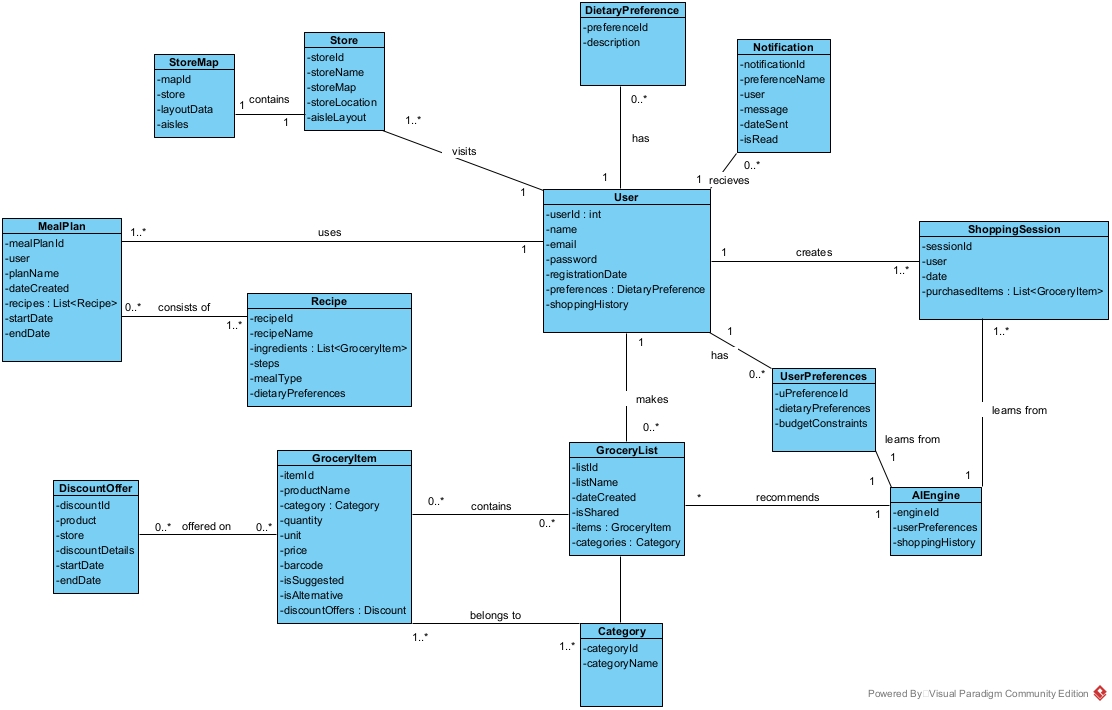 DietaryPreference
-preferenceId
-description
Store
-storeId
-storeName
-storeMap
-storeLocation
-aisleLayout
StoreMap
-mapId
-store
-layoutData
-aisles
1
contains
1
Notification
-notificationId
-preferenceName
-user
-message
-dateSent
-isRead
0..*
has
1
1..*
visits
1
0..*
1
recieves
User
-userId : int
-name
-email
-password
-registrationDate
-preferences : DietaryPreference
-shoppingHistory
MealPlan
-mealPlanId
-user
-planName
-dateCreated
-recipes : List<Recipe>
-startDate
-endDate
1..*
uses
1
ShoppingSession
-sessionId
-user
-date
-purchasedItems : List<GroceryItem>
1
creates
1..*
0..*
consists of
1..*
Recipe
-recipeId
-recipeName
-ingredients : List<GroceryItem>
-steps
-mealType
-dietaryPreferences
1
makes
0..*
1
has
0..*
UserPreferences
-uPreferenceId
-dietaryPreferences
-budgetConstraints
1..*
learns from
1
learns from
1
1
GroceryItem
-itemId
-productName
-category : Category
-quantity
-unit
-price
-barcode
-isSuggested
-isAlternative
-discountOffers : Discount
GroceryList
-listId
-listName
-dateCreated
-isShared
-items : GroceryItem
-categories : Category
DiscountOffer
-discountId
-product
-store
-discountDetails
-startDate
-endDate
AIEngine
-engineId
-userPreferences
-shoppingHistory
0..*
offered on
0..*
0..*
contains
0..*
*
recommends
1
belongs to
1..*
1..*
Category
-categoryId
-categoryName
Powered By Visual Paradigm Community Edition